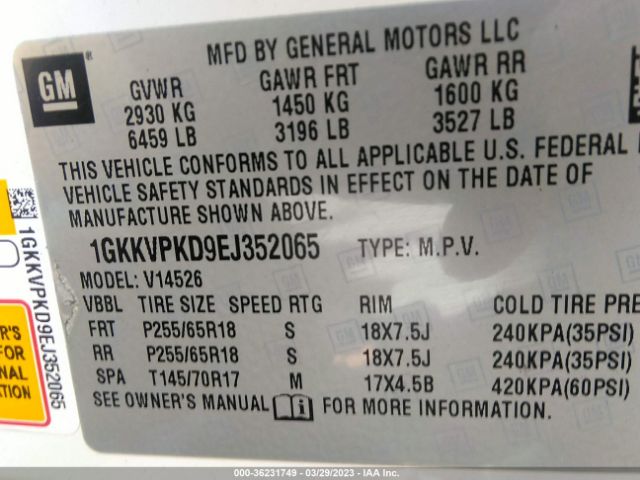 GM
MFD BY GENERAL MOTORS LLC
GVWR GAWR FRT GAWR RR
2930 KG 1450 KG 1600 KG
6459 LB 3196 LB 3527 LB
THIS VEHICLE CONFORMS TO ALL APPLICABLE U.S. FEDERAL
VEHICLE SAFETY STANDARDS IN EFFECT ON THE DATE OF
MANUFACTURE SHOWN ABOVE.
1GKKVPKD9EJ352065 TYPE: M.P.V.
MODEL: V14526
VBBL TIRE SIZE SPEED RTG RIM COLD TIRE PRE
FRT P255/65R18 S 18X7.5J 240KPA(35PSI)
RR P255/65R18 S 18X7.5J 240KPA(35PSI)
SPA T145/70R17 M 17X4.5B 420KPA(60PSI)
SEE OWNER'S MANUAL i FOR MORE INFORMATION.
1GKKVPKD9EJ352065
R'S
FOR
NAL
ATION
000-36231749 - 03/29/2023 - IAA Inc.